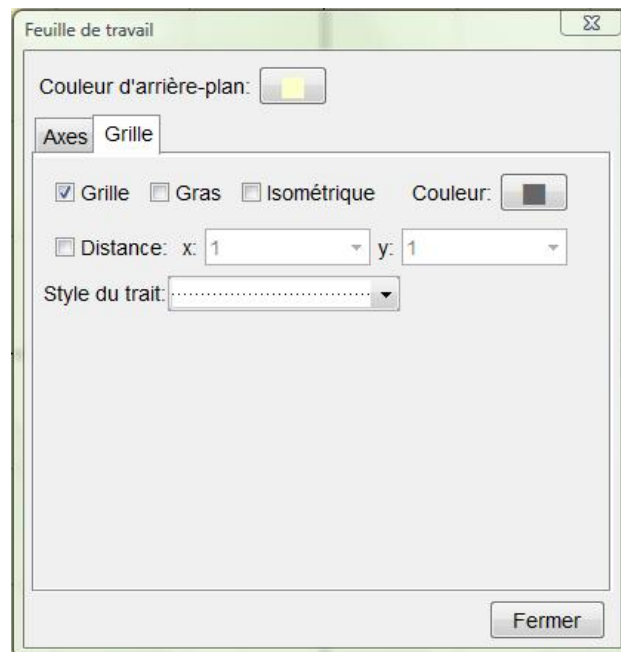 Feuille de travail
Couleur d'arrière-plan:
Axes Grille
Grille Gras Isométrique Couleur:
Distance: x: 1 y: 1
Style du trait:
Fermer